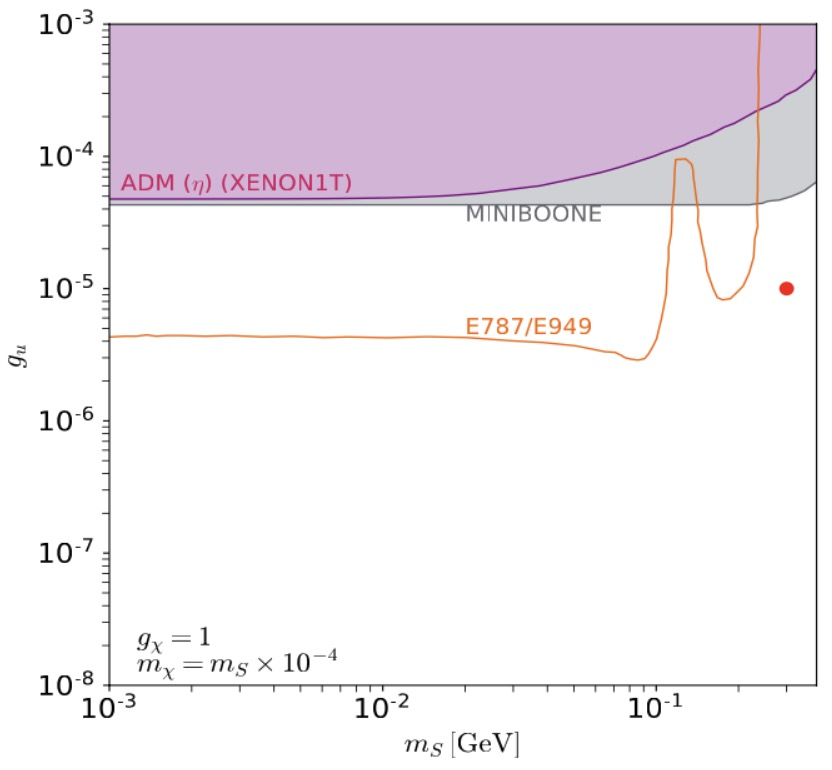 10⁻³
ADM (η) (XENON1T)
10⁻⁴
MINIBOONE
10⁻⁵
E787/E949
g_u
10⁻⁶
10⁻⁷
g_χ = 1
m_χ = m_S × 10⁻⁴
10⁻⁸
10⁻³ 10⁻² 10⁻¹
m_S [GeV]